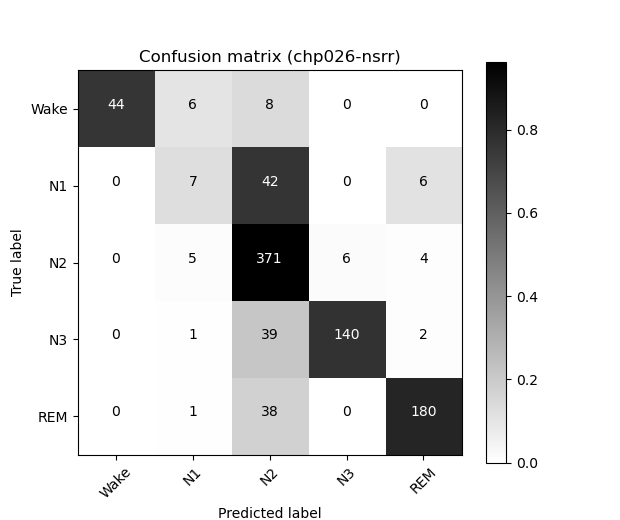 Confusion matrix (chp026-nsrr)
True label
Wake 44 6 8 0 0
N1 0 7 42 0 6
N2 0 5 371 6 4
N3 0 1 39 140 2
REM 0 1 38 0 180
Wake N1 N2 N3 REM
Predicted label
0.8
0.6
0.4
0.2
0.0